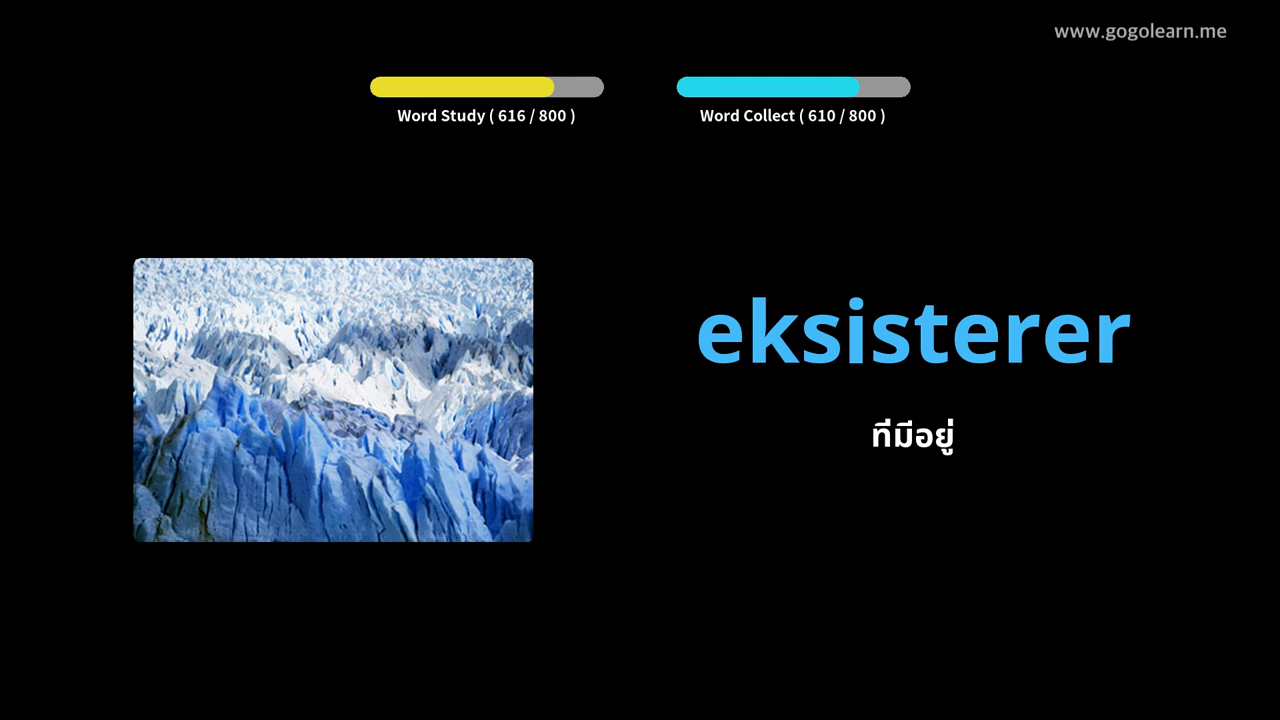 www.gogolearn.me
Word Study ( 616 / 800 )
Word Collect ( 610 / 800 )
eksisterer
ที่มีอยู่